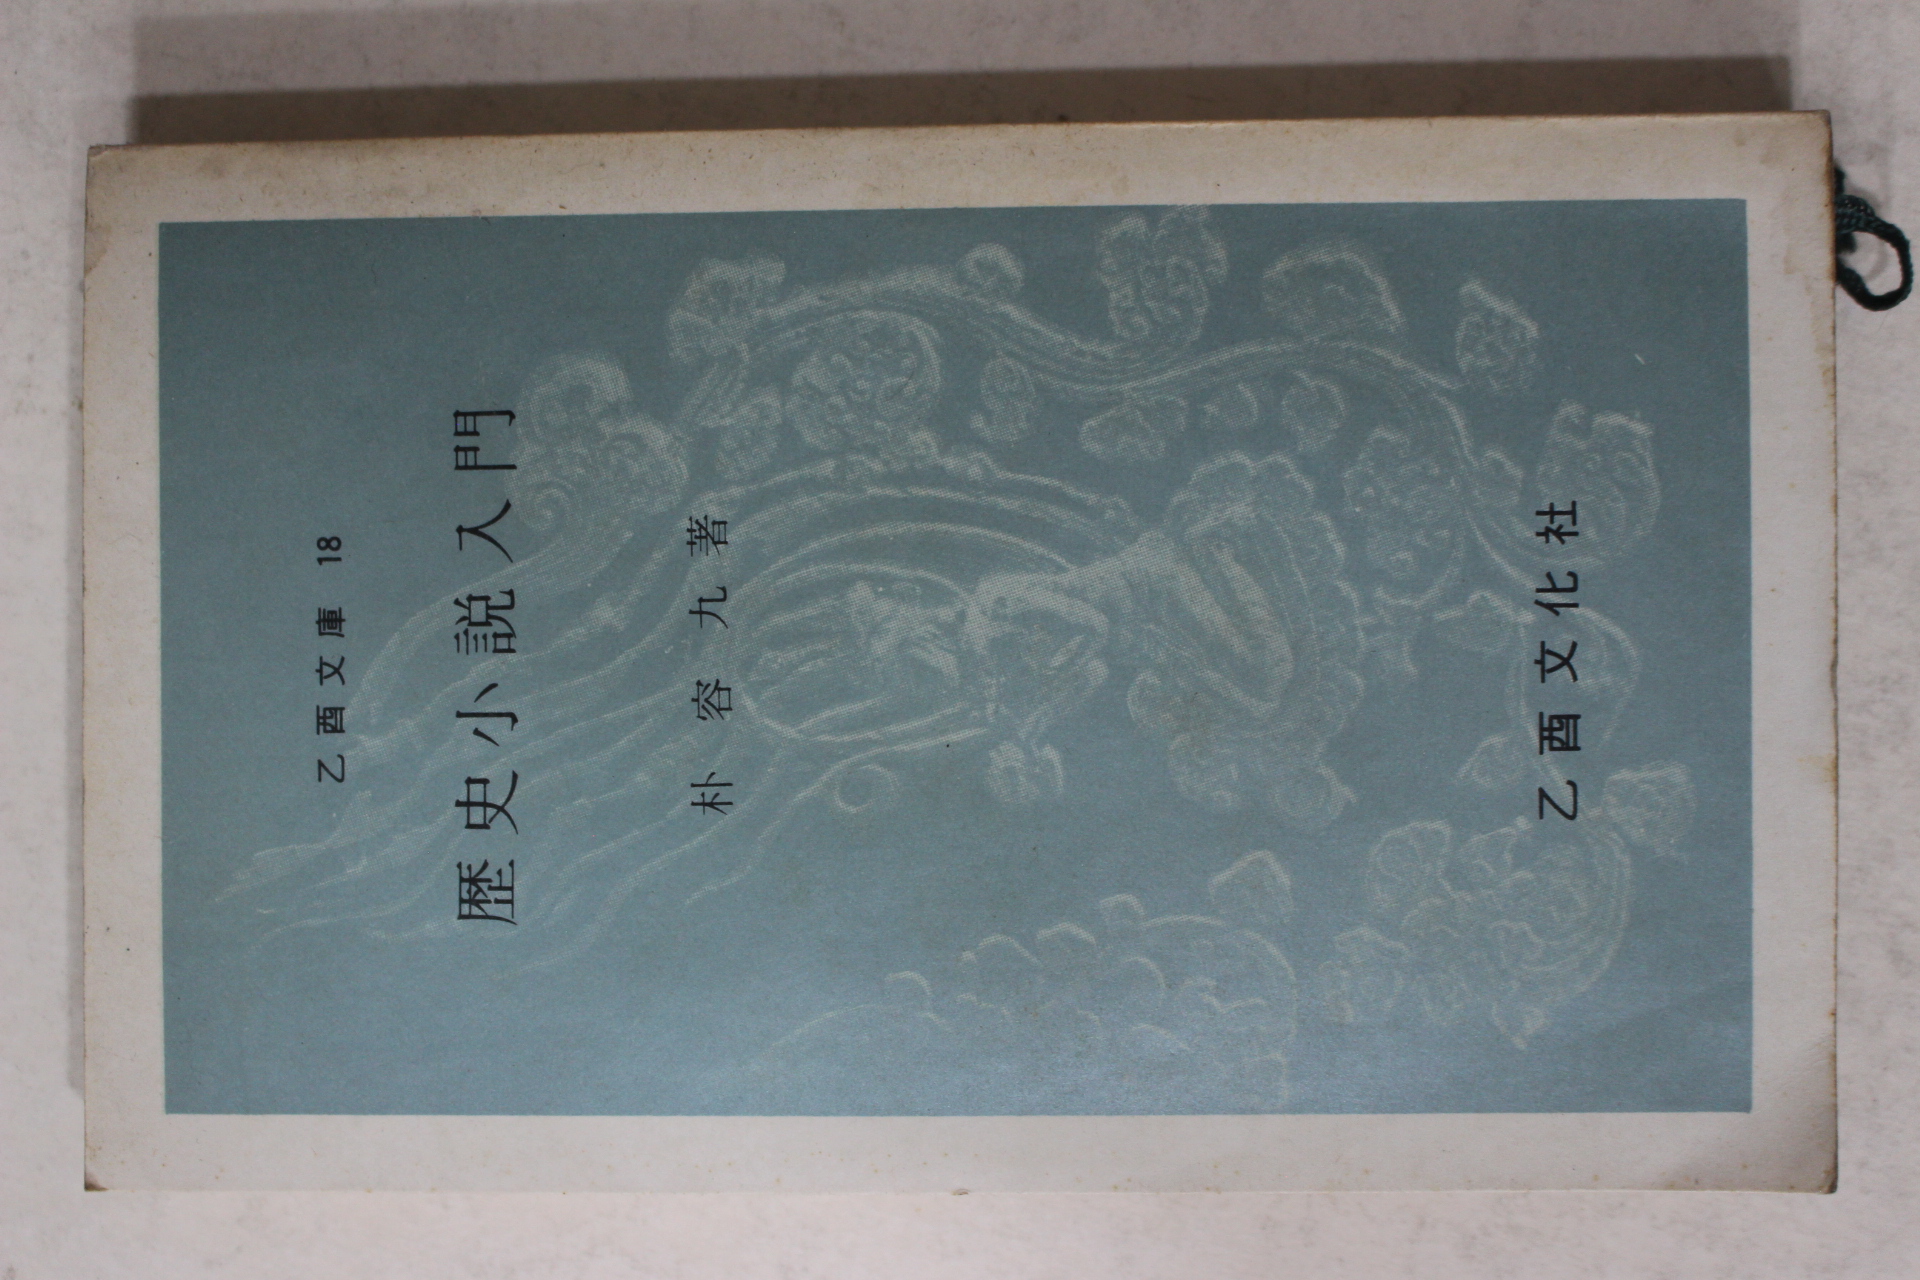 乙酉文庫 18
歷史小説入門
朴容九 著
乙酉文化社